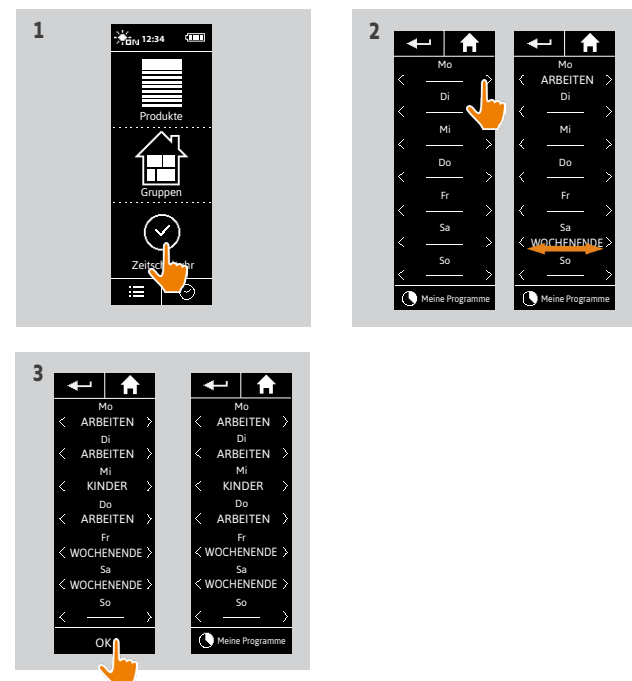 1
ON 12:34
Produkte
Gruppen
2
Mo
Di
Mi
Do
Fr
Sa
So
Meine Programme
Mo
ARBEITEN
Di
Mi
Do
Fr
Sa
WOCHENENDE
So
Meine Programme
3
Mo
ARBEITEN
Di
ARBEITEN
Mi
KINDER
Do
ARBEITEN
Fr
WOCHENENDE
Sa
WOCHENENDE
So
OK
Mo
ARBEITEN
Di
ARBEITEN
Mi
KINDER
Do
ARBEITEN
Fr
WOCHENENDE
Sa
WOCHENENDE
So
Meine Programme